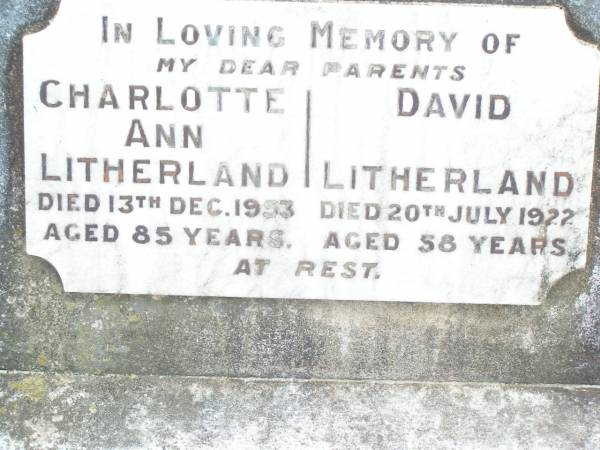 IN LOVING MEMORY OF
MY DEAR PARENTS
CHARLOTTE
ANN
LITHERLAND
DIED 13TH DEC. 1953
AGED 85 YEARS.
DAVID
LITHERLAND
DIED 20TH JULY 1922
AGED 58 YEARS
AT REST.